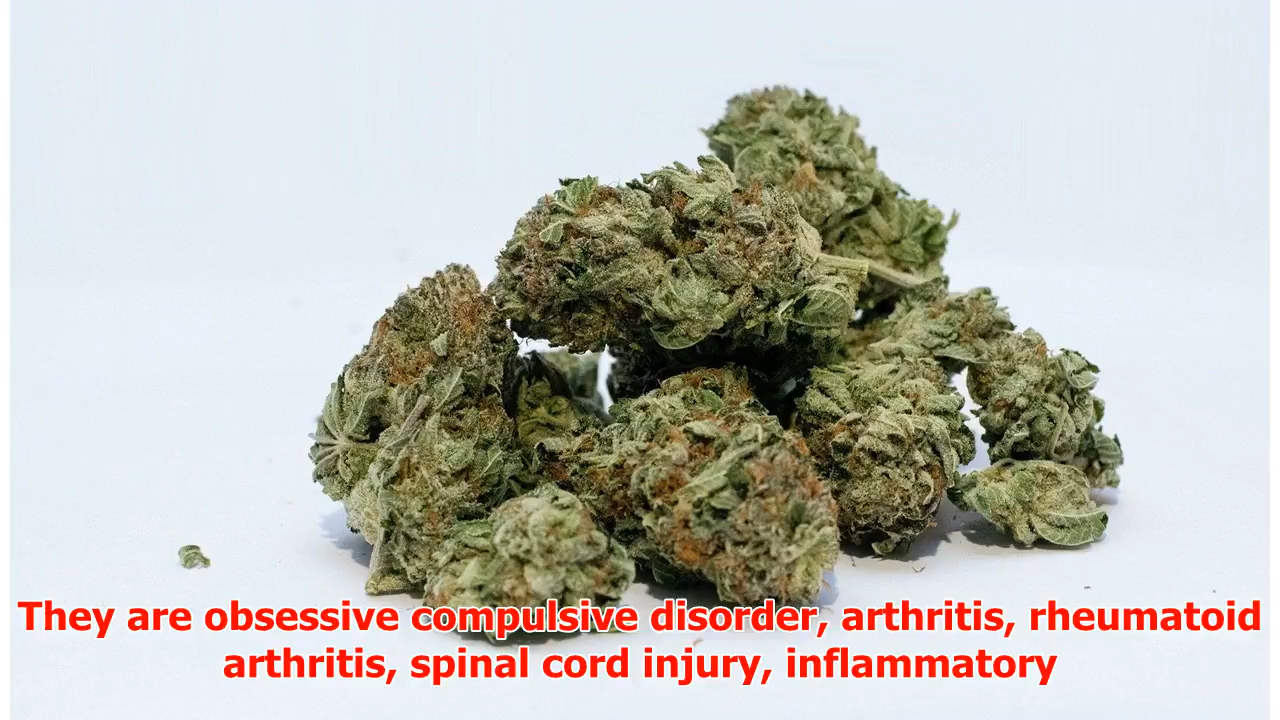 They are obsessive compulsive disorder, arthritis, rheumatoid
arthritis, spinal cord injury, inflammatory